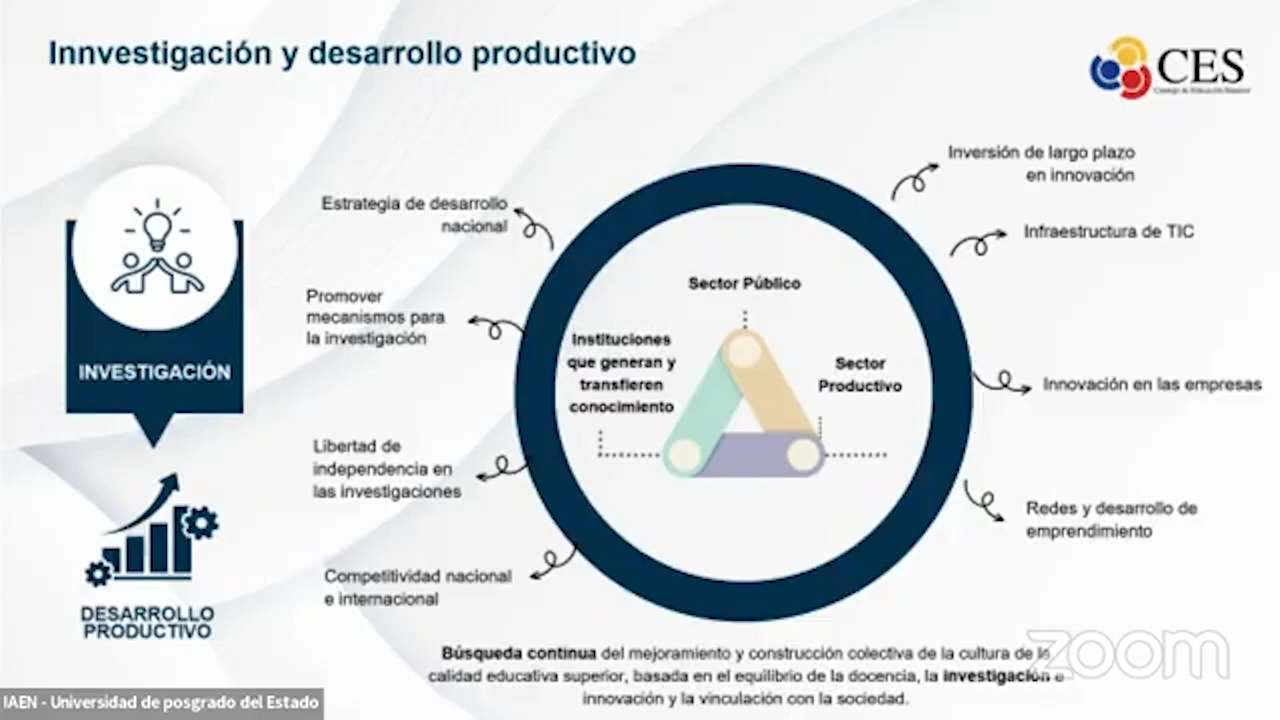 Innvestigación y desarrollo productivo
CES
Consejo de Educación Superior
Inversión de largo plazo
en innovación
Estrategia de desarrollo
nacional
Infraestructura de TIC
Sector Público
Promover
mecanismos para
la investigación
Instituciones
que generan y
transfieren
conocimiento
Sector
Productivo
INVESTIGACIÓN
Innovación en las empresas
Libertad de
independencia en
las investigaciones
Redes y desarrollo de
emprendimiento
Competitividad nacional
e internacional
DESARROLLO
PRODUCTIVO
Búsqueda continua del mejoramiento y construcción colectiva de la cultura de la
calidad educativa superior, basada en el equilibrio de la docencia, la investigación e
innovación y la vinculación con la sociedad.
zoom
IAEN - Universidad de posgrado del Estado